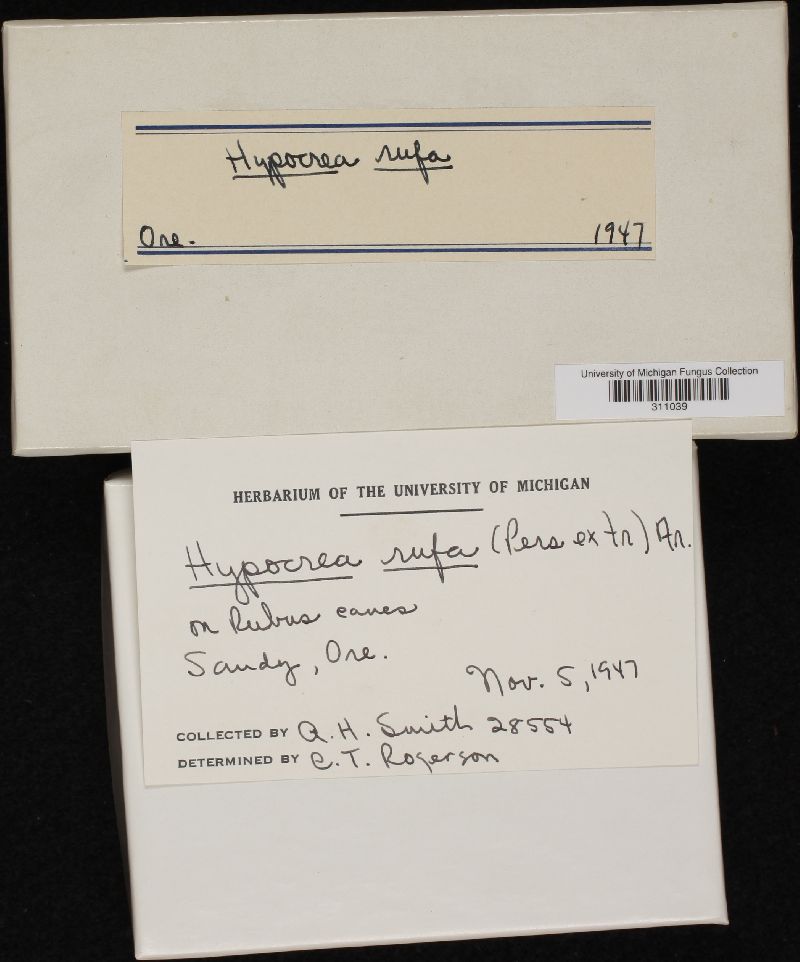 Hypocrea rufa
Ore.
1947
University of Michigan Fungus Collection
311039
HERBARIUM OF THE UNIVERSITY OF MICHIGAN
Hypocrea rufa (Pers ex Fr) Fr.
on Rubus canes
Sandy, Ore.
Nov. 5, 1947
COLLECTED BY A. H. Smith 28554
DETERMINED BY C. T. Rogerson